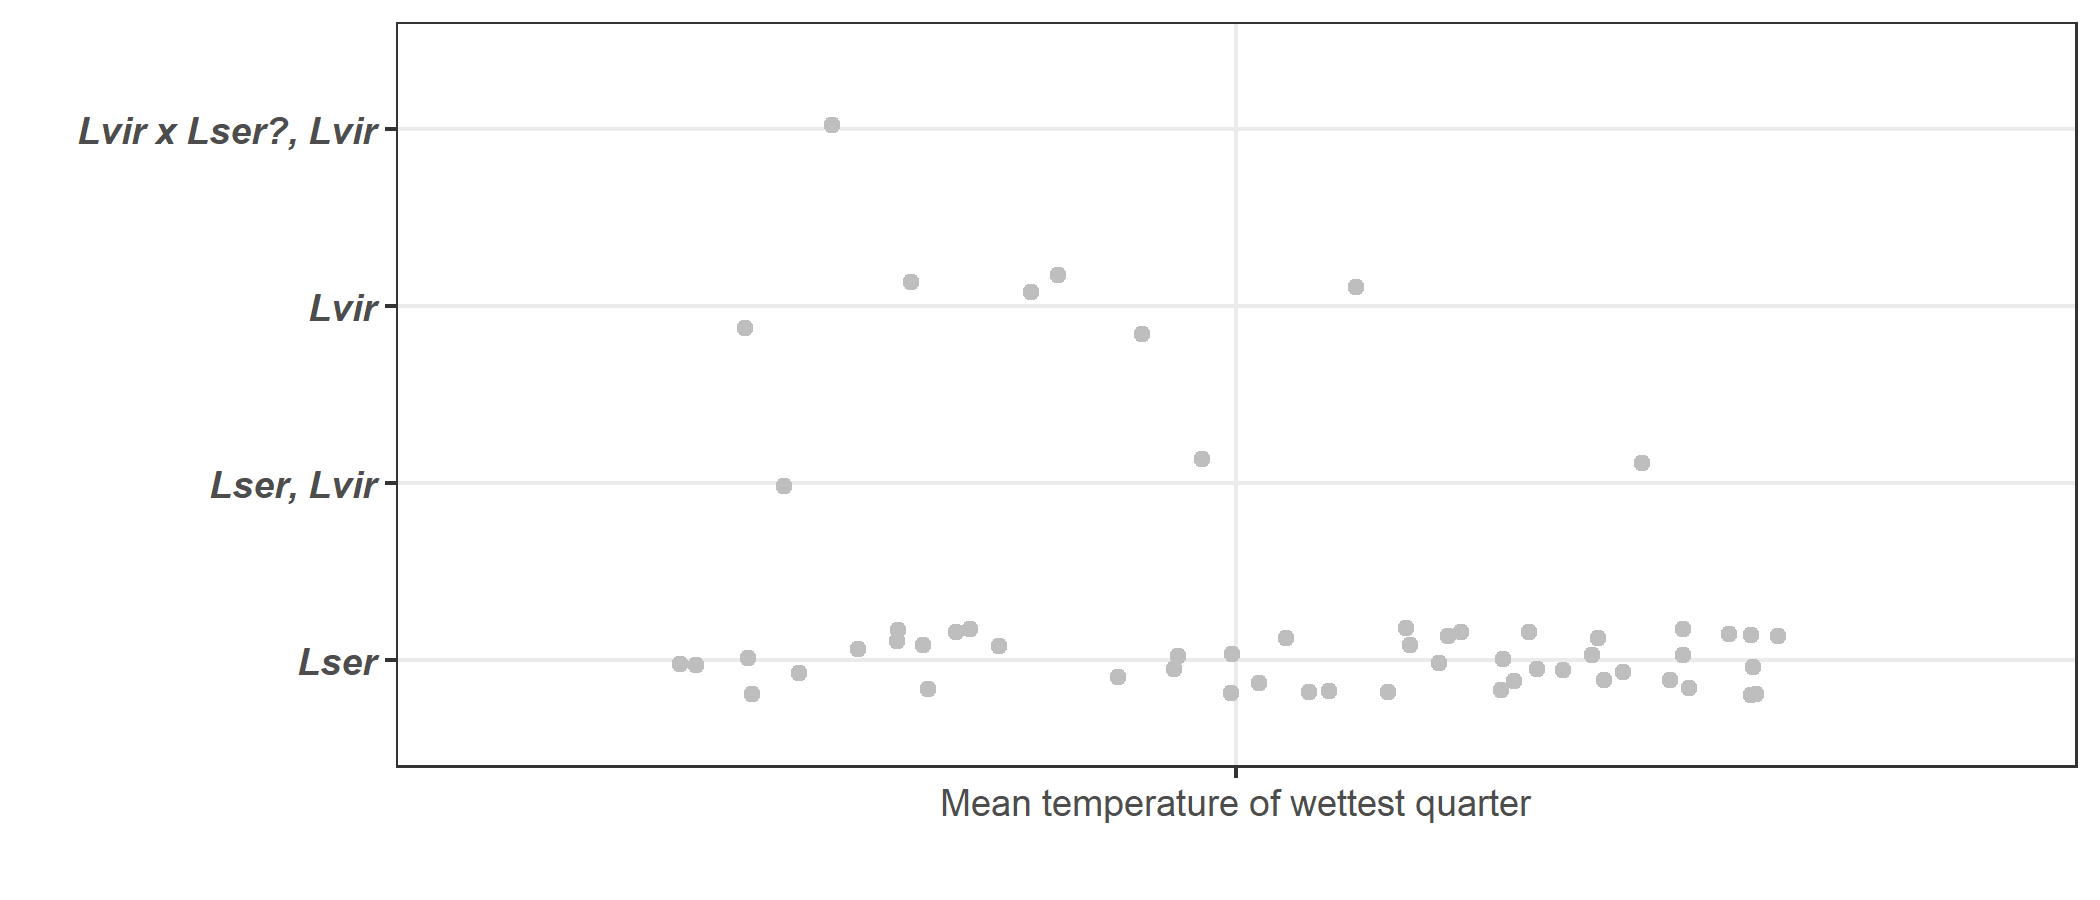 Lvir x Lser?, Lvir
Lvir
Lser, Lvir
Lser
Mean temperature of wettest quarter